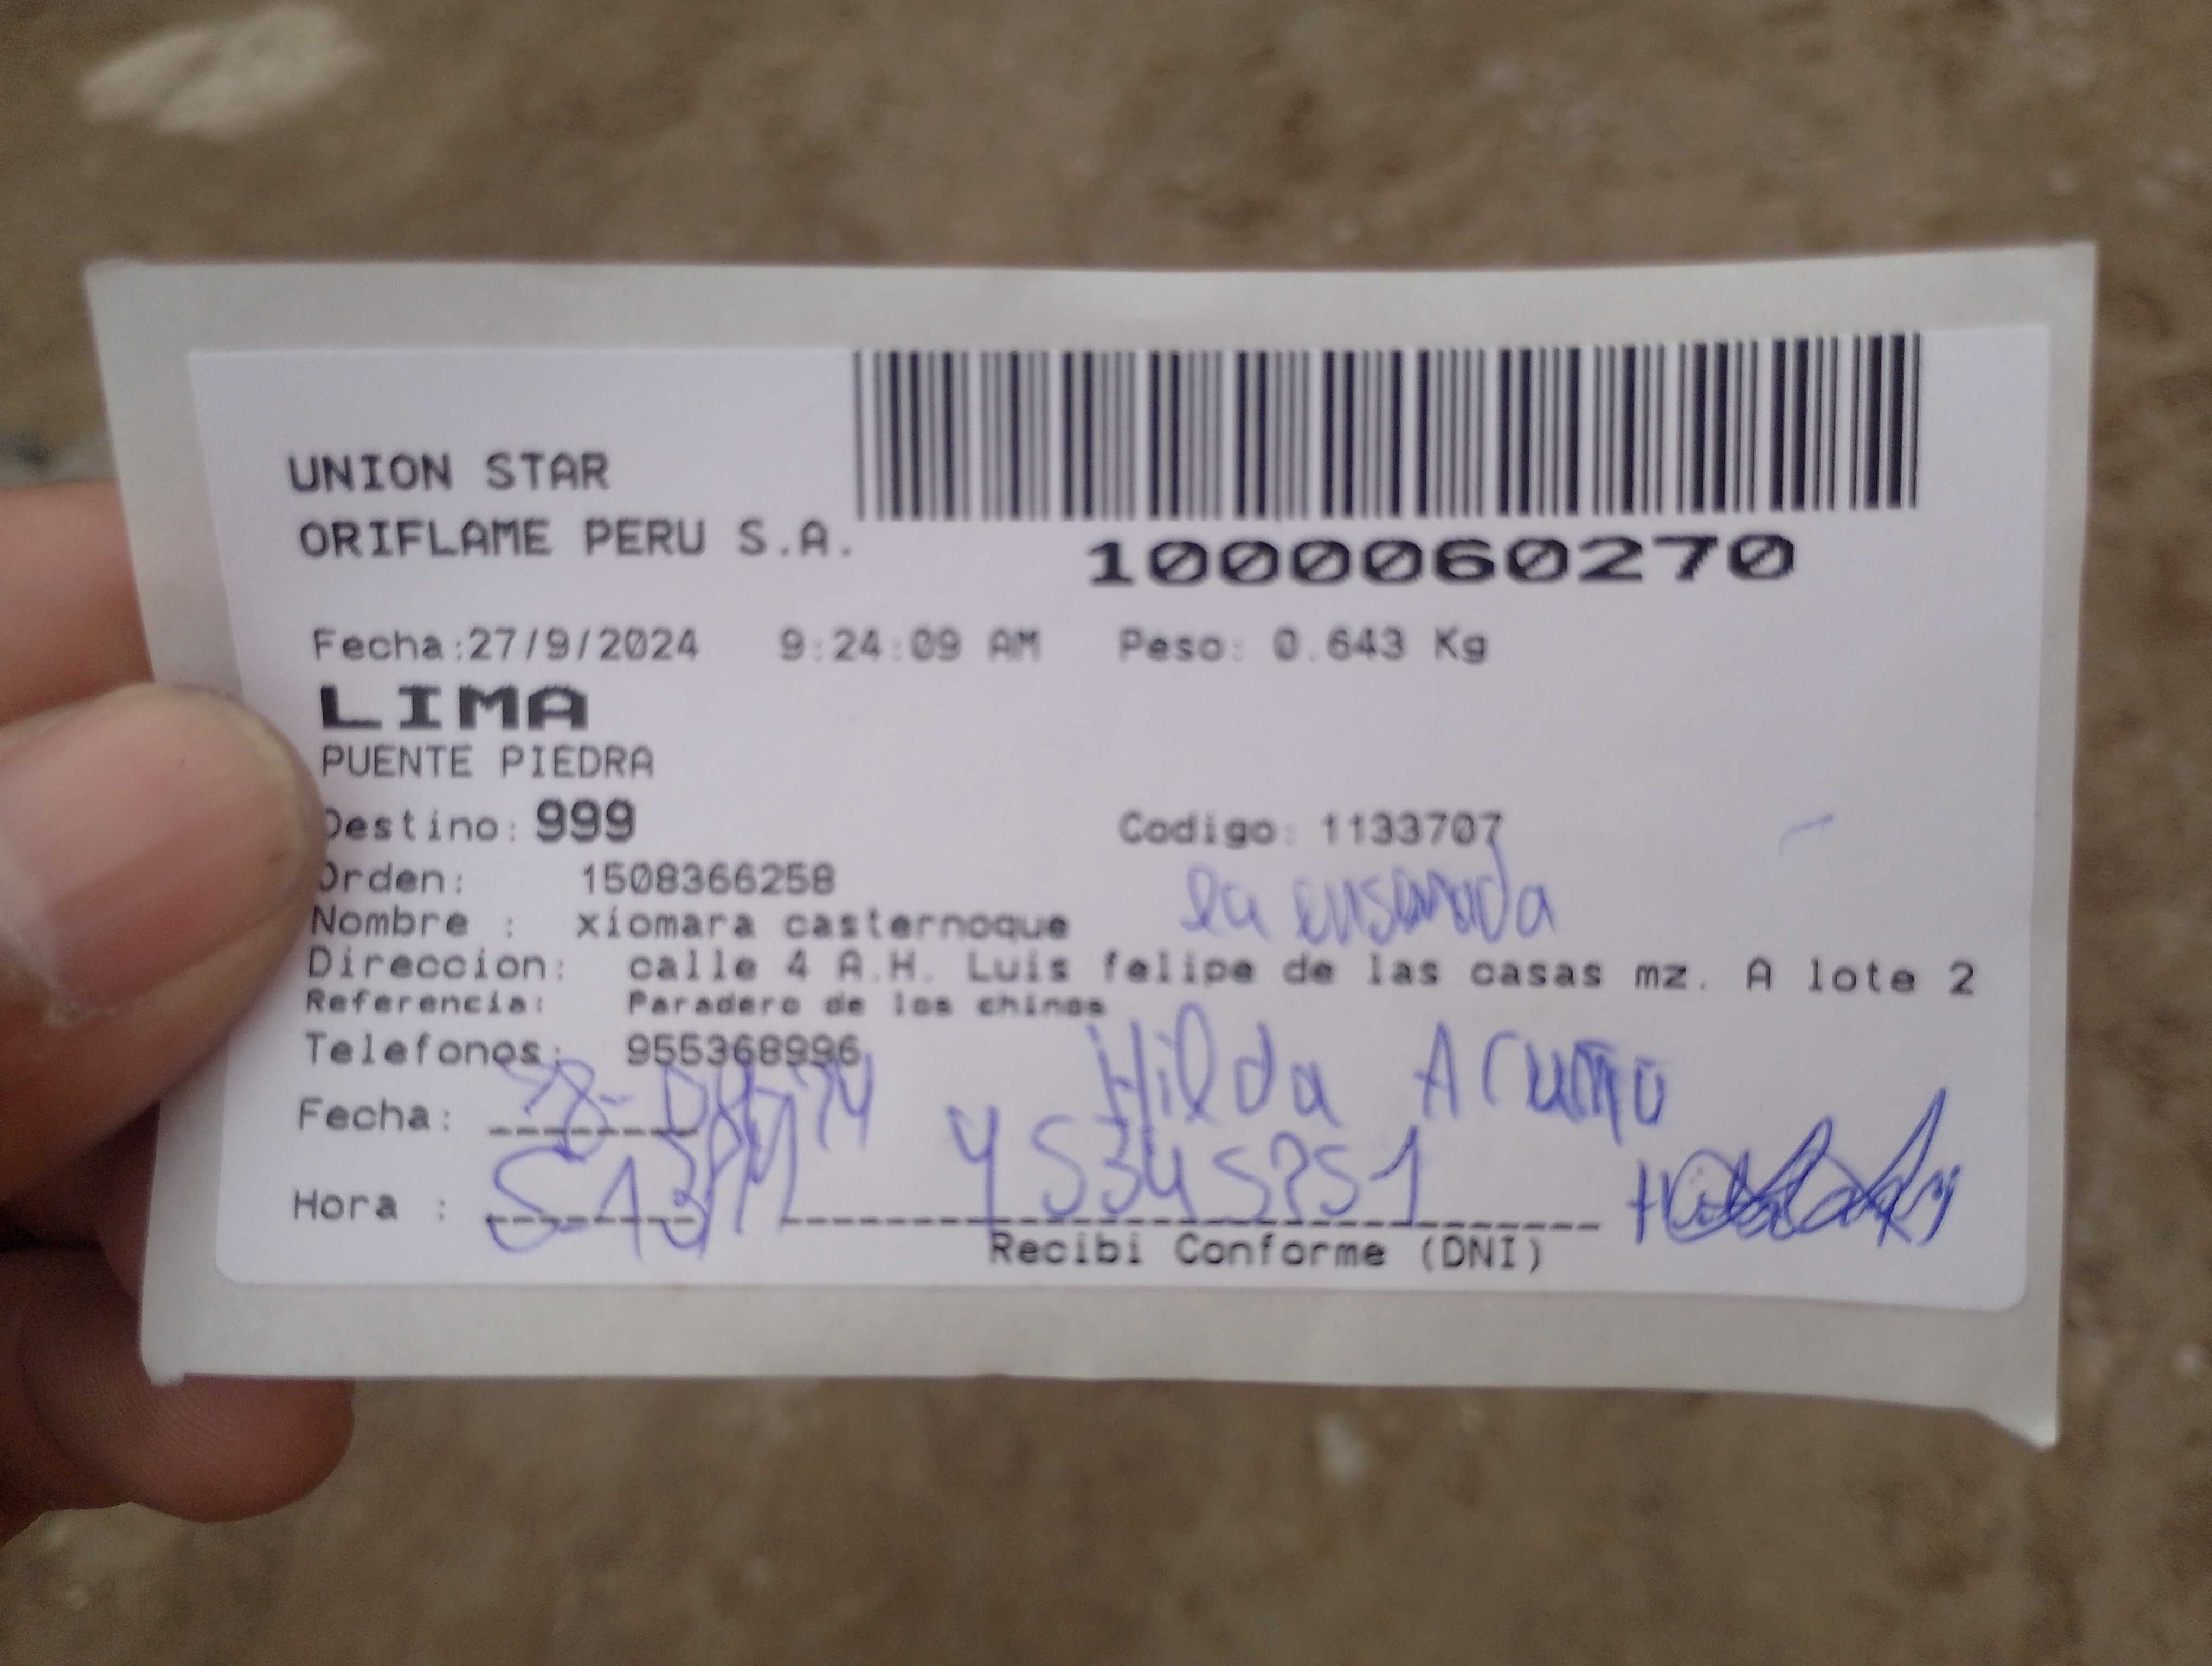 UNION STAR
ORIFLAME PERU S.A.
1000060270
Fecha:27/9/2024 9:24:09 AM Peso: 0.643 Kg
LIMA
PUENTE PIEDRA
Destino: 999 Codigo: 1133707
Orden: 1508366258 la ensenada
Nombre : xiomara casternoque
Direccion: calle 4 A.H. Luis felipe de las casas mz. A lote 2
Referencia: Paradero de los chinos
Telefonos: 955368996 Hilda
Fecha:
Hora :
Recibi Conforme (DNI)